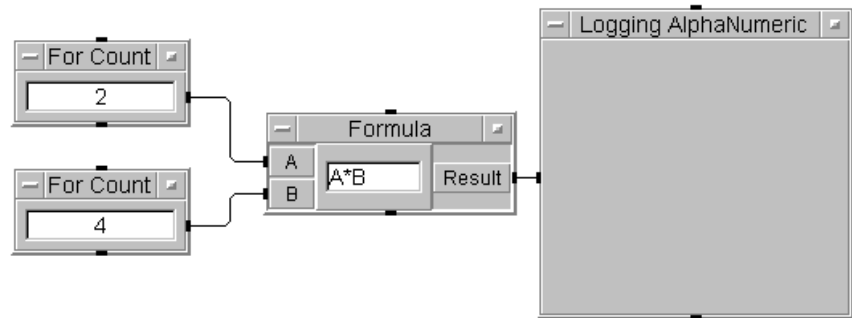 For Count
2
For Count
4
Formula
A
A*B
Result
B
Logging AlphaNumeric